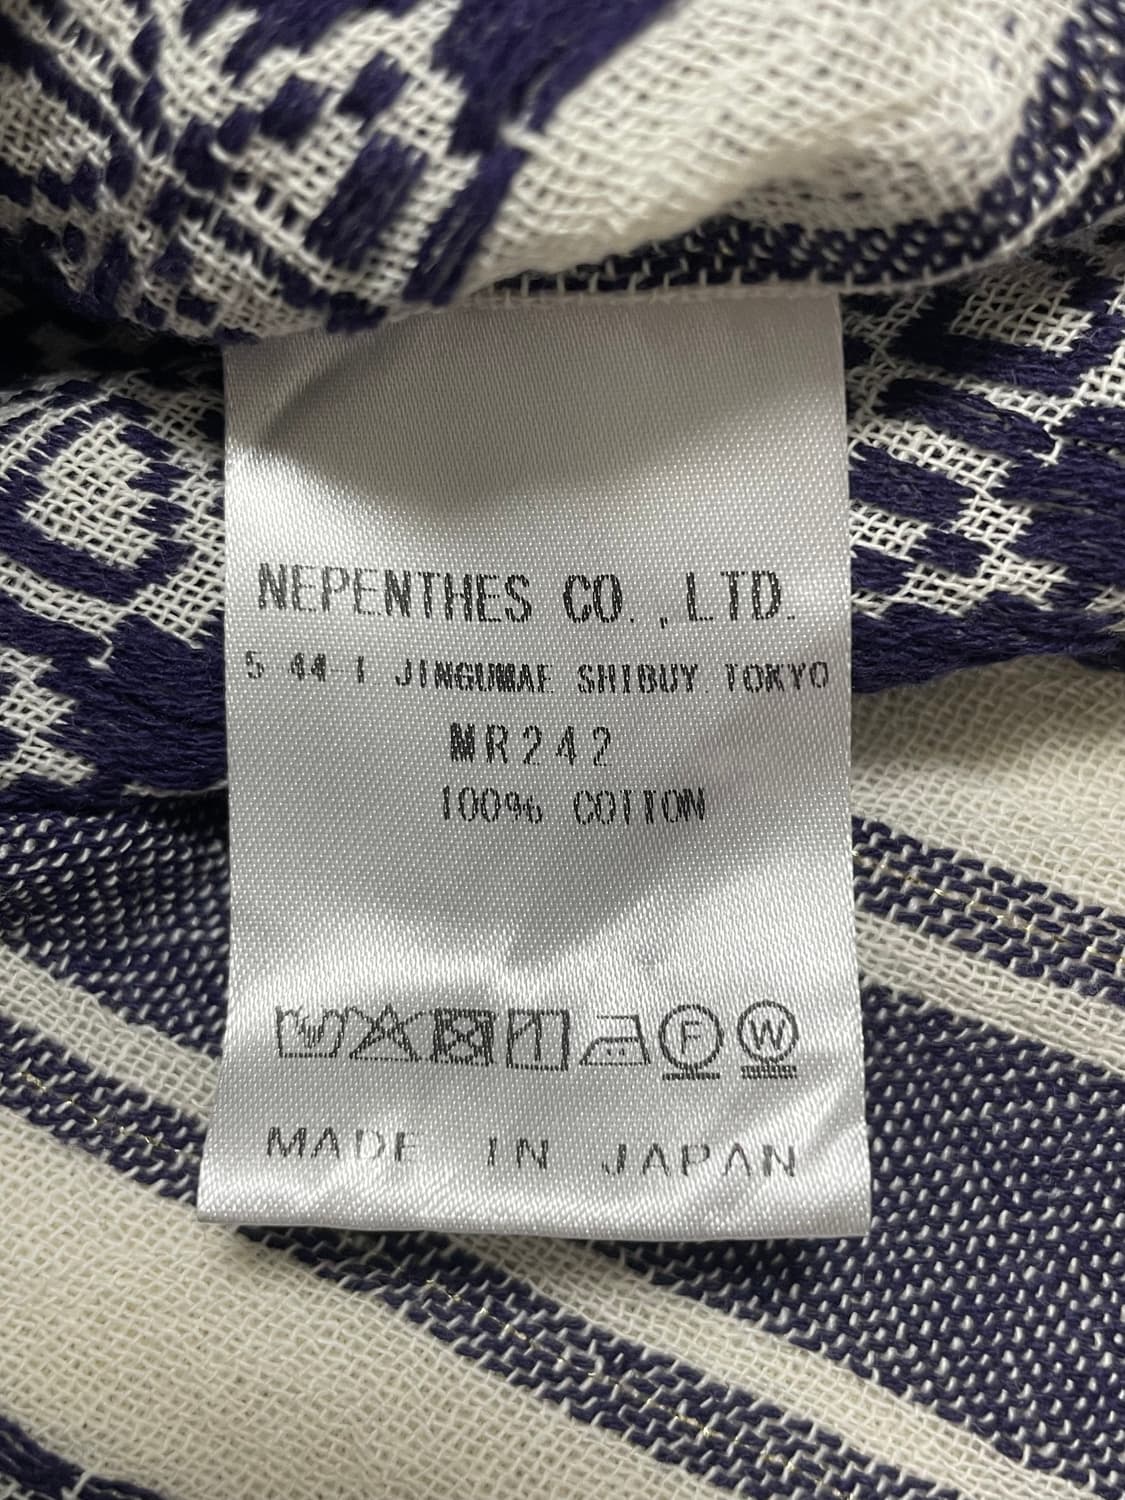 NEPENTHES CO.,LTD.
5-44-1 JINGUMAE SHIBUY TOKYO
MR242
100% COTTON
F W
MADE IN JAPAN